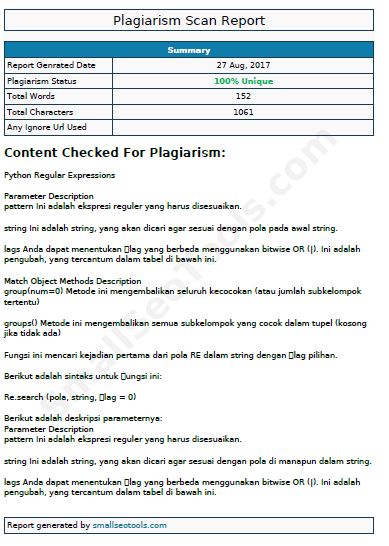 Plagiarism Scan Report
Summary
Report Genrated Date 27 Aug, 2017
Plagiarism Status 100% Unique
Total Words 152
Total Characters 1061
Any Ignore Url Used
Content Checked For Plagiarism:
Python Regular Expressions
Parameter Description
pattern Ini adalah ekspresi reguler yang harus disesuaikan.
string Ini adalah string, yang akan dicari agar sesuai dengan pola pada awal string.
lags Anda dapat menentukan ▯lag yang berbeda menggunakan bitwise OR (|). Ini adalah
pengubah, yang tercantum dalam tabel di bawah ini.
Match Object Methods Description
group(num=0) Metode ini mengembalikan seluruh kecocokan (atau jumlah subkelompok
tertentu)
groups() Metode ini mengembalikan semua subkelompok yang cocok dalam tupel (kosong
jika tidak ada)
Fungsi ini mencari kejadian pertama dari pola RE dalam string dengan ▯lag pilihan.
Berikut adalah sintaks untuk ▯ungsi ini:
Re.search (pola, string, ▯lag = 0)
Berikut adalah deskripsi parameternya:
Parameter Description
pattern Ini adalah ekspresi reguler yang harus disesuaikan.
string Ini adalah string, yang akan dicari agar sesuai dengan pola di manapun dalam string.
lags Anda dapat menentukan ▯lag yang berbeda menggunakan bitwise OR (|). Ini adalah
pengubah, yang tercantum dalam tabel di bawah ini.
Report generated by smallseotools.com
SmallSeoTools.com